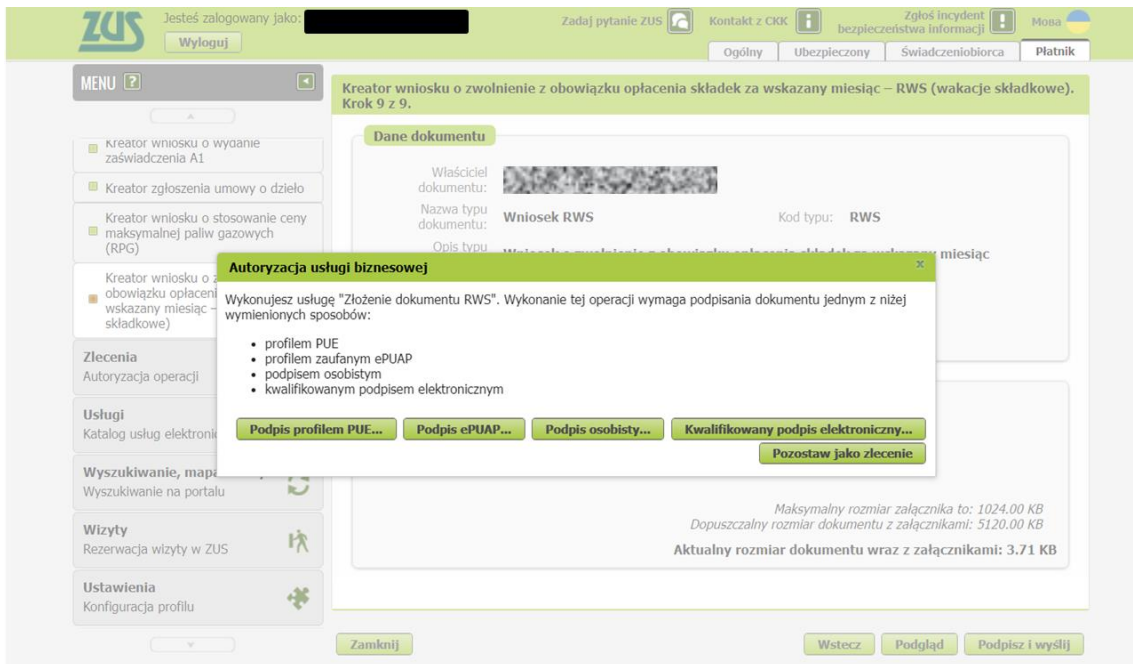 ZUS
Jesteś zalogowany jako:
Wyloguj
Zadaj pytanie ZUS
Kontakt z CKK
Zgłoś incydent
bezpieczeństwa informacji
Мова
Ogólny
Ubezpieczony
Świadczeniobiorca
Płatnik
MENU ?
Kreator wniosku o wydanie
zaświadczenia A1
Kreator zgłoszenia umowy o dzieło
Kreator wniosku o stosowanie ceny
maksymalnej paliw gazowych
(RPG)
Kreator wniosku o z
obowiązku opłaceni
wskazany miesiąc –
składkowe)
Zlecenia
Autoryzacja operacji
Usługi
Katalog usług elektroni
Wyszukiwanie, mapa
Wyszukiwanie na portalu
Wizyty
Rezerwacja wizyty w ZUS
Ustawienia
Konfiguracja profilu
Kreator wniosku o zwolnienie z obowiązku opłacenia składek za wskazany miesiąc – RWS (wakacje składkowe).
Krok 9 z 9.
Dane dokumentu
Właściciel
dokumentu:
Nazwa typu
dokumentu:
Wniosek RWS
Kod typu: RWS
Opis typu
Wniosek o zwolnienie z obowiązku opłacenia składek za wskazany miesiąc
Autoryzacja usługi biznesowej
x
Wykonujesz usługę "Złożenie dokumentu RWS". Wykonanie tej operacji wymaga podpisania dokumentu jednym z niżej
wymienionych sposobów:
• profilem PUE
• profilem zaufanym ePUAP
• podpisem osobistym
• kwalifikowanym podpisem elektronicznym
Podpis profilem PUE...
Podpis ePUAP...
Podpis osobisty...
Kwalifikowany podpis elektroniczny...
Pozostaw jako zlecenie
Maksymalny rozmiar załącznika to: 1024.00 KB
Dopuszczalny rozmiar dokumentu z załącznikami: 5120.00 KB
Aktualny rozmiar dokumentu wraz z załącznikami: 3.71 KB
Zamknij
Wstecz
Podgląd
Podpisz i wyślij